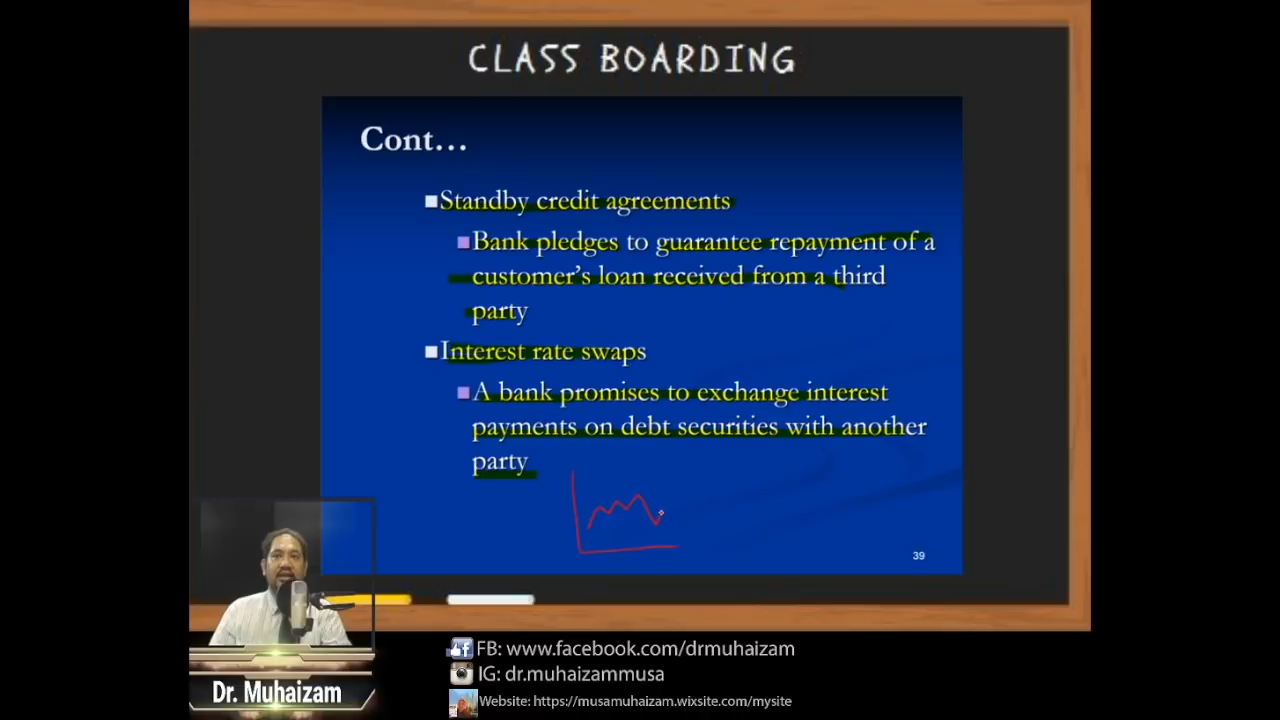 CLASS BOARDING
Cont...
Standby credit agreements
Bank pledges to guarantee repayment of a
customer's loan received from a third
party
Interest rate swaps
A bank promises to exchange interest
payments on debt securities with another
party
39
Dr. Muhaizam
FB: www.facebook.com/drmuhaizam
IG: dr.muhaizammusa
Website: https://musamuhaizam.wixsite.com/mysite